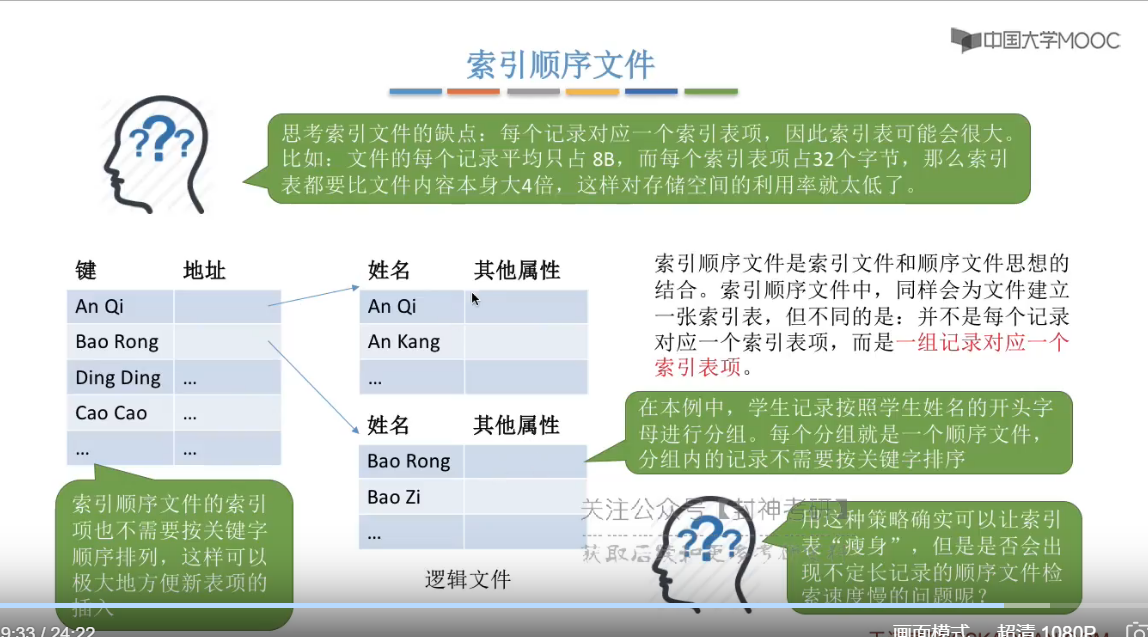 中国大学MOOC
索引顺序文件
思考索引文件的缺点：每个记录对应一个索引表项，因此索引表可能会很大。
比如：文件的每个记录平均只占 8B，而每个索引表项占32个字节，那么索引
表都要比文件内容本身大4倍，这样对存储空间的利用率就太低了。
键 地址
An Qi
Bao Rong
Ding Ding ...
Cao Cao ...
... ...
姓名 其他属性
An Qi
An Kang
...
姓名 其他属性
Bao Rong
Bao Zi
...
逻辑文件
索引顺序文件是索引文件和顺序文件思想的
结合。索引顺序文件中，同样会为文件建立
一张索引表，但不同的是：并不是每个记录
对应一个索引表项，而是一组记录对应一个
索引表项。
在本例中，学生记录按照学生姓名的开头字
母进行分组。每个分组就是一个顺序文件，
分组内的记录不需要按关键字排序
索引顺序文件的索引
项也不需要按关键字
顺序排列，这样可以
极大地方便新表项的
插入
关注公众号【封神考研】
用这种策略确实可以让索引
表“瘦身”，但是是否会出
现不定长记录的顺序文件检
索速度慢的问题呢？
9:33 / 24:22
画面模式 超清 1080P